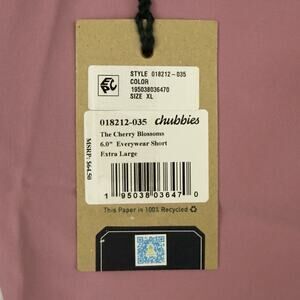 STYLE 018212-035
COLOR
195038036470
SIZE XL
018212-035 chubbies
The Cherry Blossoms
6.0" Everywear Short
Extra Large
MSRP: $64.50
1 95038 03647 0
This Paper is 100% Recycled